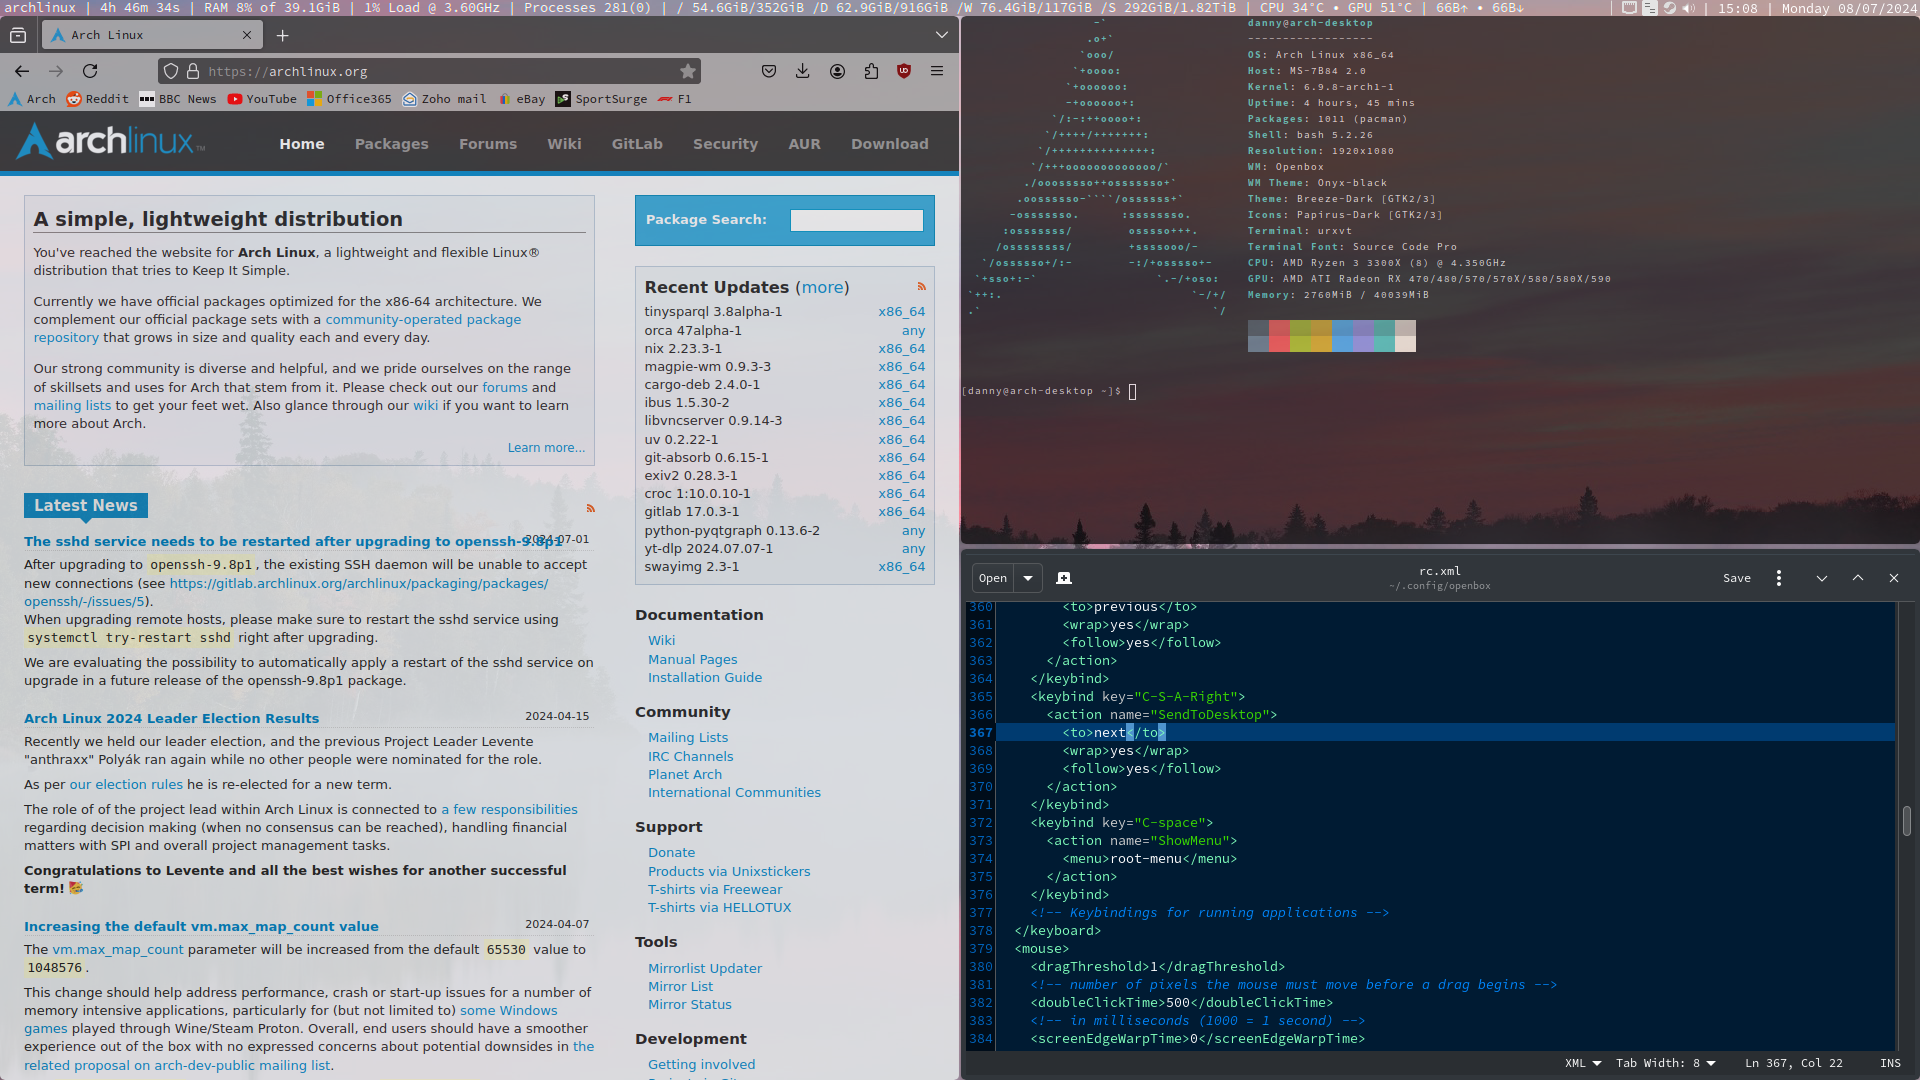 archlinux | 4h 46m 34s | RAM 8% of 39.1GiB | 1% Load @ 3.60GHz | Processes 281(0) | / 54.6GiB/352GiB /D 62.9GiB/916GiB /W 76.4GiB/117GiB /S 292GiB/1.82TiB | CPU 34°C • GPU 51°C | 66B↑ • 66B↓
| 15:08 | Monday 08/07/2024
Arch Linux
https://archlinux.org
Arch Reddit BBC News YouTube Office365 Zoho mail eBay SportSurge F1
archlinux™
Home Packages Forums Wiki GitLab Security AUR Download
A simple, lightweight distribution
You've reached the website for Arch Linux, a lightweight and flexible Linux®
distribution that tries to Keep It Simple.
Currently we have official packages optimized for the x86-64 architecture. We
complement our official package sets with a community-operated package
repository that grows in size and quality each and every day.
Our strong community is diverse and helpful, and we pride ourselves on the range
of skillsets and uses for Arch that stem from it. Please check out our forums and
mailing lists to get your feet wet. Also glance through our wiki if you want to learn
more about Arch.
Learn more...
Latest News
The sshd service needs to be restarted after upgrading to openssh-9.8p1 2024-07-01
After upgrading to openssh-9.8p1, the existing SSH daemon will be unable to accept
new connections (see https://gitlab.archlinux.org/archlinux/packaging/packages/
openssh/-/issues/5).
When upgrading remote hosts, please make sure to restart the sshd service using
systemctl try-restart sshd right after upgrading.
We are evaluating the possibility to automatically apply a restart of the sshd service on
upgrade in a future release of the openssh-9.8p1 package.
Arch Linux 2024 Leader Election Results 2024-04-15
Recently we held our leader election, and the previous Project Leader Levente
"anthraxx" Polyák ran again while no other people were nominated for the role.
As per our election rules he is re-elected for a new term.
The role of of the project lead within Arch Linux is connected to a few responsibilities
regarding decision making (when no consensus can be reached), handling financial
matters with SPI and overall project management tasks.
Congratulations to Levente and all the best wishes for another successful
term! 🎉
Increasing the default vm.max_map_count value 2024-04-07
The vm.max_map_count parameter will be increased from the default 65530 value to
1048576.
This change should help address performance, crash or start-up issues for a number of
memory intensive applications, particularly for (but not limited to) some Windows
games played through Wine/Steam Proton. Overall, end users should have a smoother
experience out of the box with no expressed concerns about potential downsides in the
related proposal on arch-dev-public mailing list.
Package Search:
Recent Updates (more)
tinysparql 3.8alpha-1 x86_64
orca 47alpha-1 any
nix 2.23.3-1 x86_64
magpie-wm 0.9.3-3 x86_64
cargo-deb 2.4.0-1 x86_64
ibus 1.5.30-2 x86_64
libvncserver 0.9.14-3 x86_64
uv 0.2.22-1 x86_64
git-absorb 0.6.15-1 x86_64
exiv2 0.28.3-1 x86_64
croc 1:10.0.10-1 x86_64
gitlab 17.0.3-1 x86_64
python-pyqtgraph 0.13.6-2 any
yt-dlp 2024.07.07-1 any
swayimg 2.3-1 x86_64
Documentation
Wiki
Manual Pages
Installation Guide
Community
Mailing Lists
IRC Channels
Planet Arch
International Communities
Support
Donate
Products via Unixstickers
T-shirts via Freewear
T-shirts via HELLOTUX
Tools
Mirrorlist Updater
Mirror List
Mirror Status
Development
Getting involved
danny@arch-desktop
------------------
OS: Arch Linux x86_64
Host: MS-7B84 2.0
Kernel: 6.9.8-arch1-1
Uptime: 4 hours, 45 mins
Packages: 1011 (pacman)
Shell: bash 5.2.26
Resolution: 1920x1080
WM: Openbox
WM Theme: Onyx-black
Theme: Breeze-Dark [GTK2/3]
Icons: Papirus-Dark [GTK2/3]
Terminal: urxvt
Terminal Font: Source Code Pro
CPU: AMD Ryzen 3 3300X (8) @ 4.350GHz
GPU: AMD ATI Radeon RX 470/480/570/570X/580/580X/590
Memory: 2760MiB / 40039MiB
[danny@arch-desktop ~]$
Open rc.xml Save
~/.config/openbox
360 <to>previous</to>
361 <wrap>yes</wrap>
362 <follow>yes</follow>
363 </action>
364 </keybind>
365 <keybind key="C-S-A-Right">
366 <action name="SendToDesktop">
367 <to>next</to>
368 <wrap>yes</wrap>
369 <follow>yes</follow>
370 </action>
371 </keybind>
372 <keybind key="C-space">
373 <action name="ShowMenu">
374 <menu>root-menu</menu>
375 </action>
376 </keybind>
377 <!-- Keybindings for running applications -->
378 </keyboard>
379 <mouse>
380 <dragThreshold>1</dragThreshold>
381 <!-- number of pixels the mouse must move before a drag begins -->
382 <doubleClickTime>500</doubleClickTime>
383 <!-- in milliseconds (1000 = 1 second) -->
384 <screenEdgeWarpTime>0</screenEdgeWarpTime>
XML Tab Width: 8 Ln 367, Col 22 INS